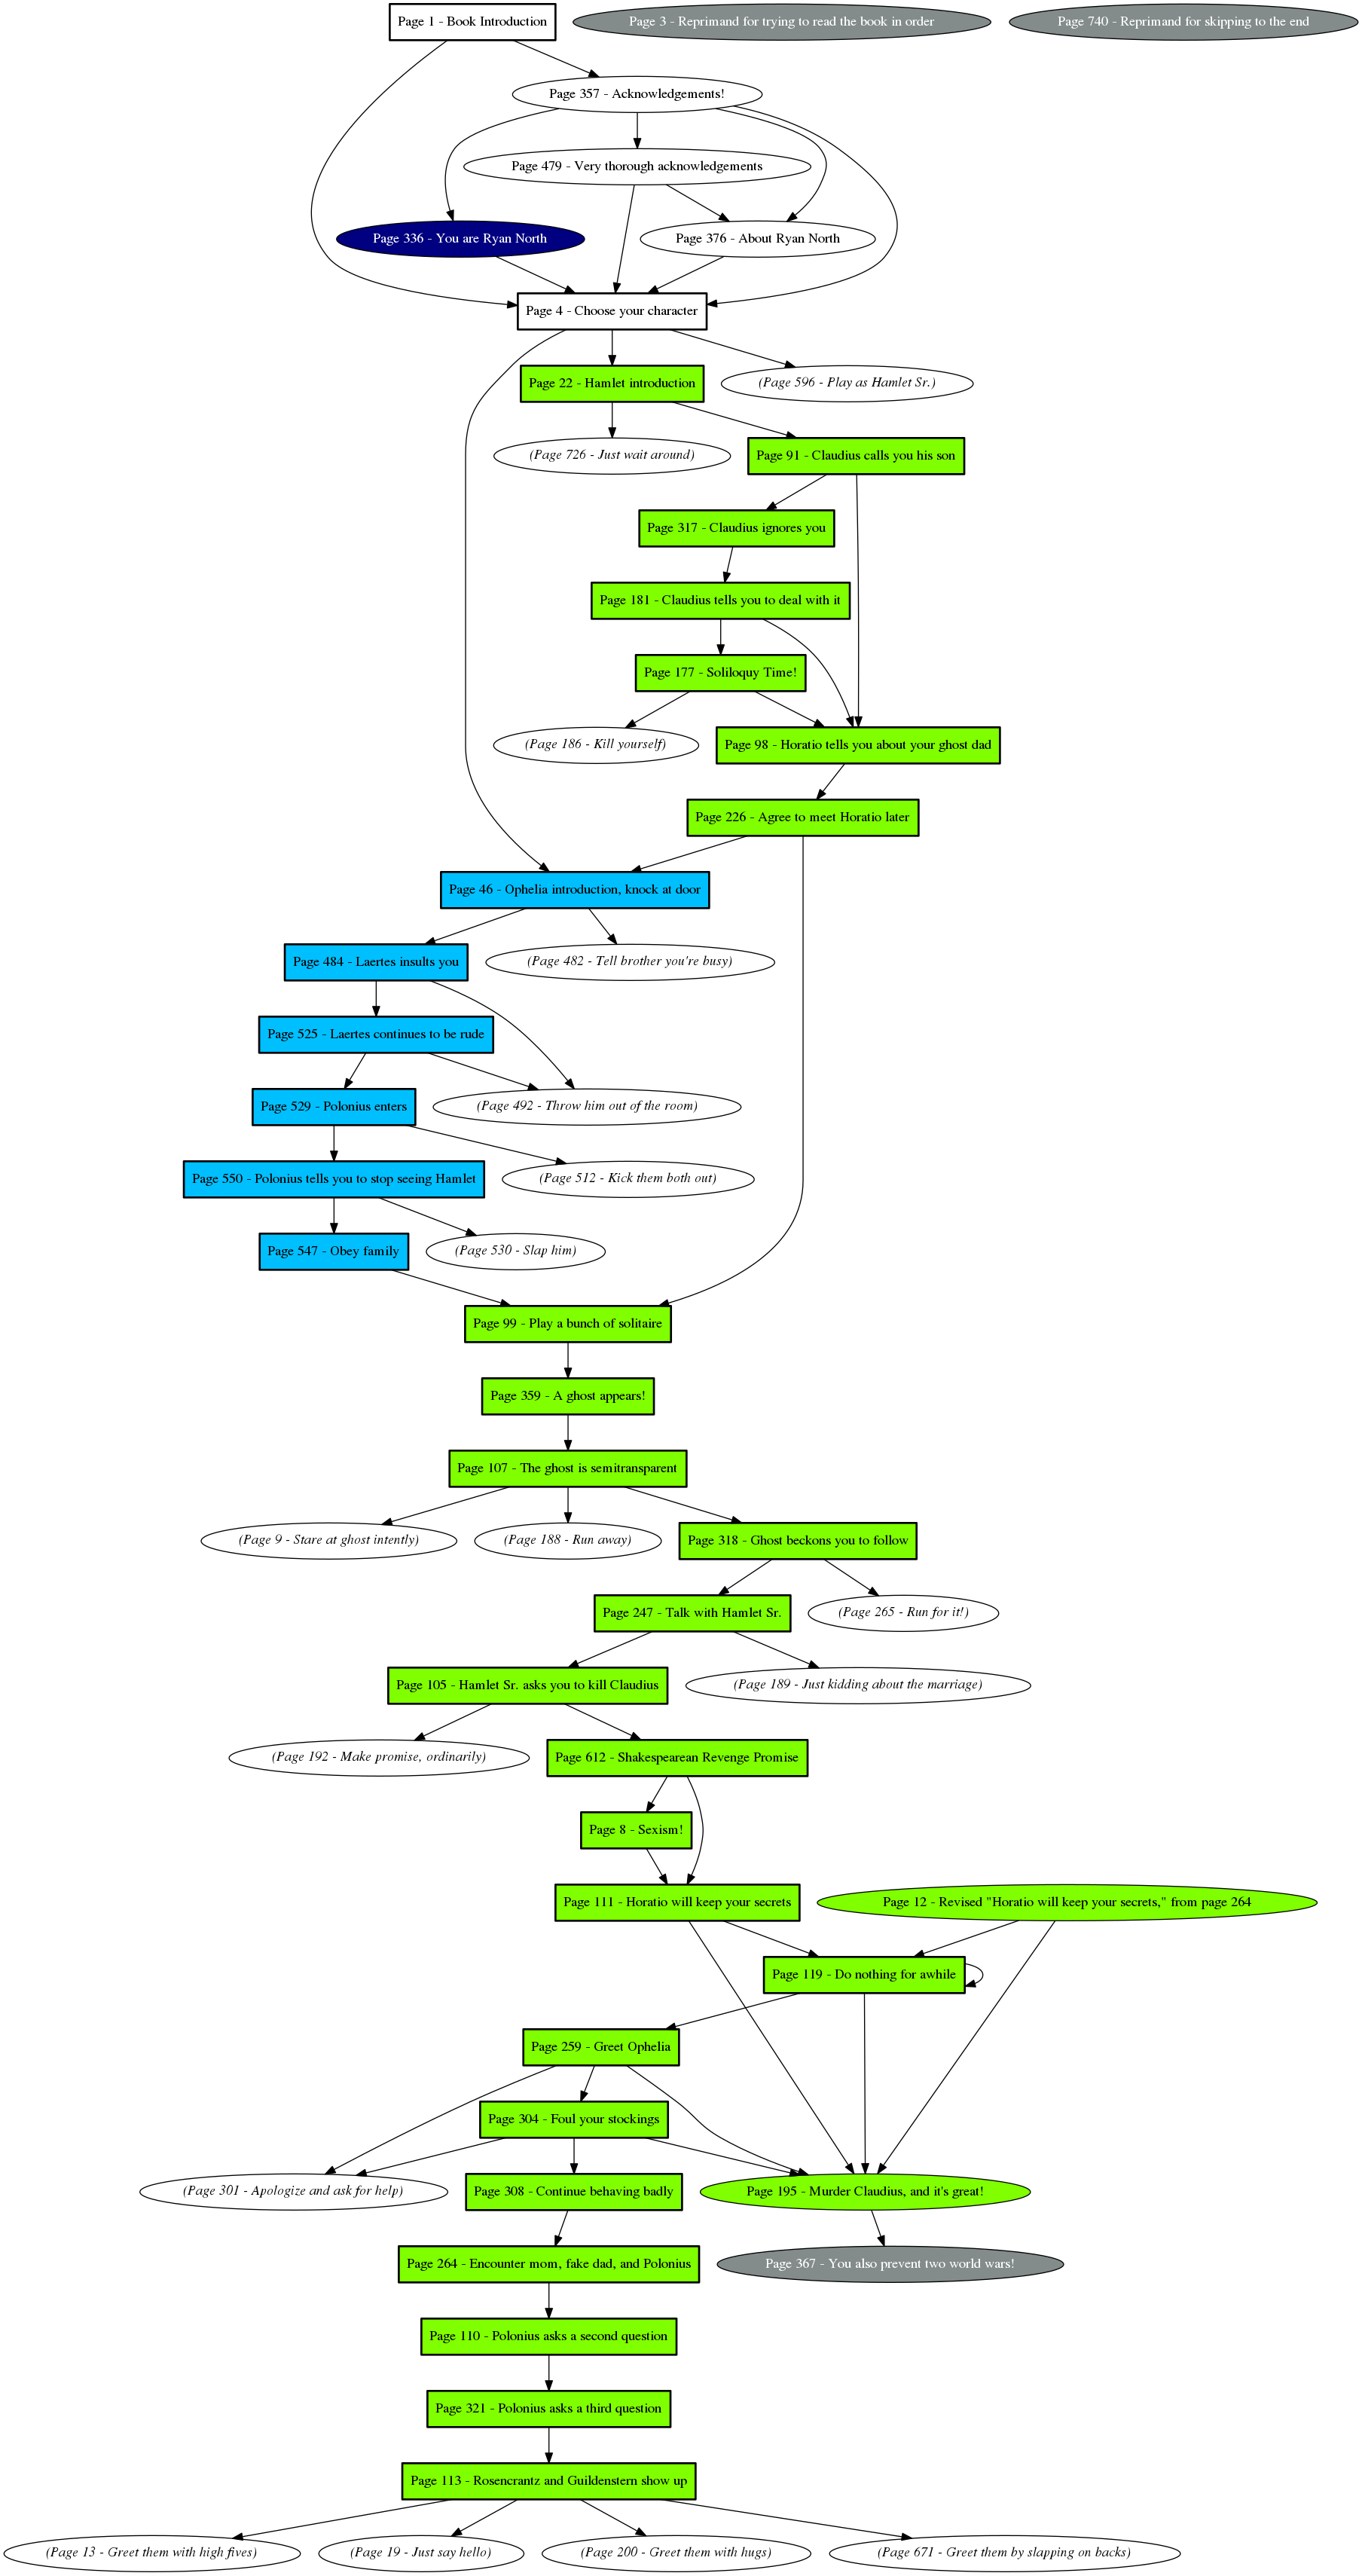 Page 1 - Book Introduction
Page 3 - Reprimand for trying to read the book in order
Page 740 - Reprimand for skipping to the end
Page 357 - Acknowledgements!
Page 479 - Very thorough acknowledgements
Page 336 - You are Ryan North
Page 376 - About Ryan North
Page 4 - Choose your character
Page 22 - Hamlet introduction
(Page 596 - Play as Hamlet Sr.)
(Page 726 - Just wait around)
Page 91 - Claudius calls you his son
Page 317 - Claudius ignores you
Page 181 - Claudius tells you to deal with it
Page 177 - Soliloquy Time!
(Page 186 - Kill yourself)
Page 98 - Horatio tells you about your ghost dad
Page 226 - Agree to meet Horatio later
Page 46 - Ophelia introduction, knock at door
Page 484 - Laertes insults you
(Page 482 - Tell brother you're busy)
Page 525 - Laertes continues to be rude
Page 529 - Polonius enters
(Page 492 - Throw him out of the room)
Page 550 - Polonius tells you to stop seeing Hamlet
(Page 512 - Kick them both out)
Page 547 - Obey family
(Page 530 - Slap him)
Page 99 - Play a bunch of solitaire
Page 359 - A ghost appears!
Page 107 - The ghost is semitransparent
(Page 9 - Stare at ghost intently)
(Page 188 - Run away)
Page 318 - Ghost beckons you to follow
Page 247 - Talk with Hamlet Sr.
(Page 265 - Run for it!)
Page 105 - Hamlet Sr. asks you to kill Claudius
(Page 189 - Just kidding about the marriage)
(Page 192 - Make promise, ordinarily)
Page 612 - Shakespearean Revenge Promise
Page 8 - Sexism!
Page 111 - Horatio will keep your secrets
Page 12 - Revised "Horatio will keep your secrets," from page 264
Page 119 - Do nothing for awhile
Page 259 - Greet Ophelia
Page 304 - Foul your stockings
(Page 301 - Apologize and ask for help)
Page 308 - Continue behaving badly
Page 195 - Murder Claudius, and it's great!
Page 264 - Encounter mom, fake dad, and Polonius
Page 367 - You also prevent two world wars!
Page 110 - Polonius asks a second question
Page 321 - Polonius asks a third question
Page 113 - Rosencrantz and Guildenstern show up
(Page 13 - Greet them with high fives)
(Page 19 - Just say hello)
(Page 200 - Greet them with hugs)
(Page 671 - Greet them by slapping on backs)